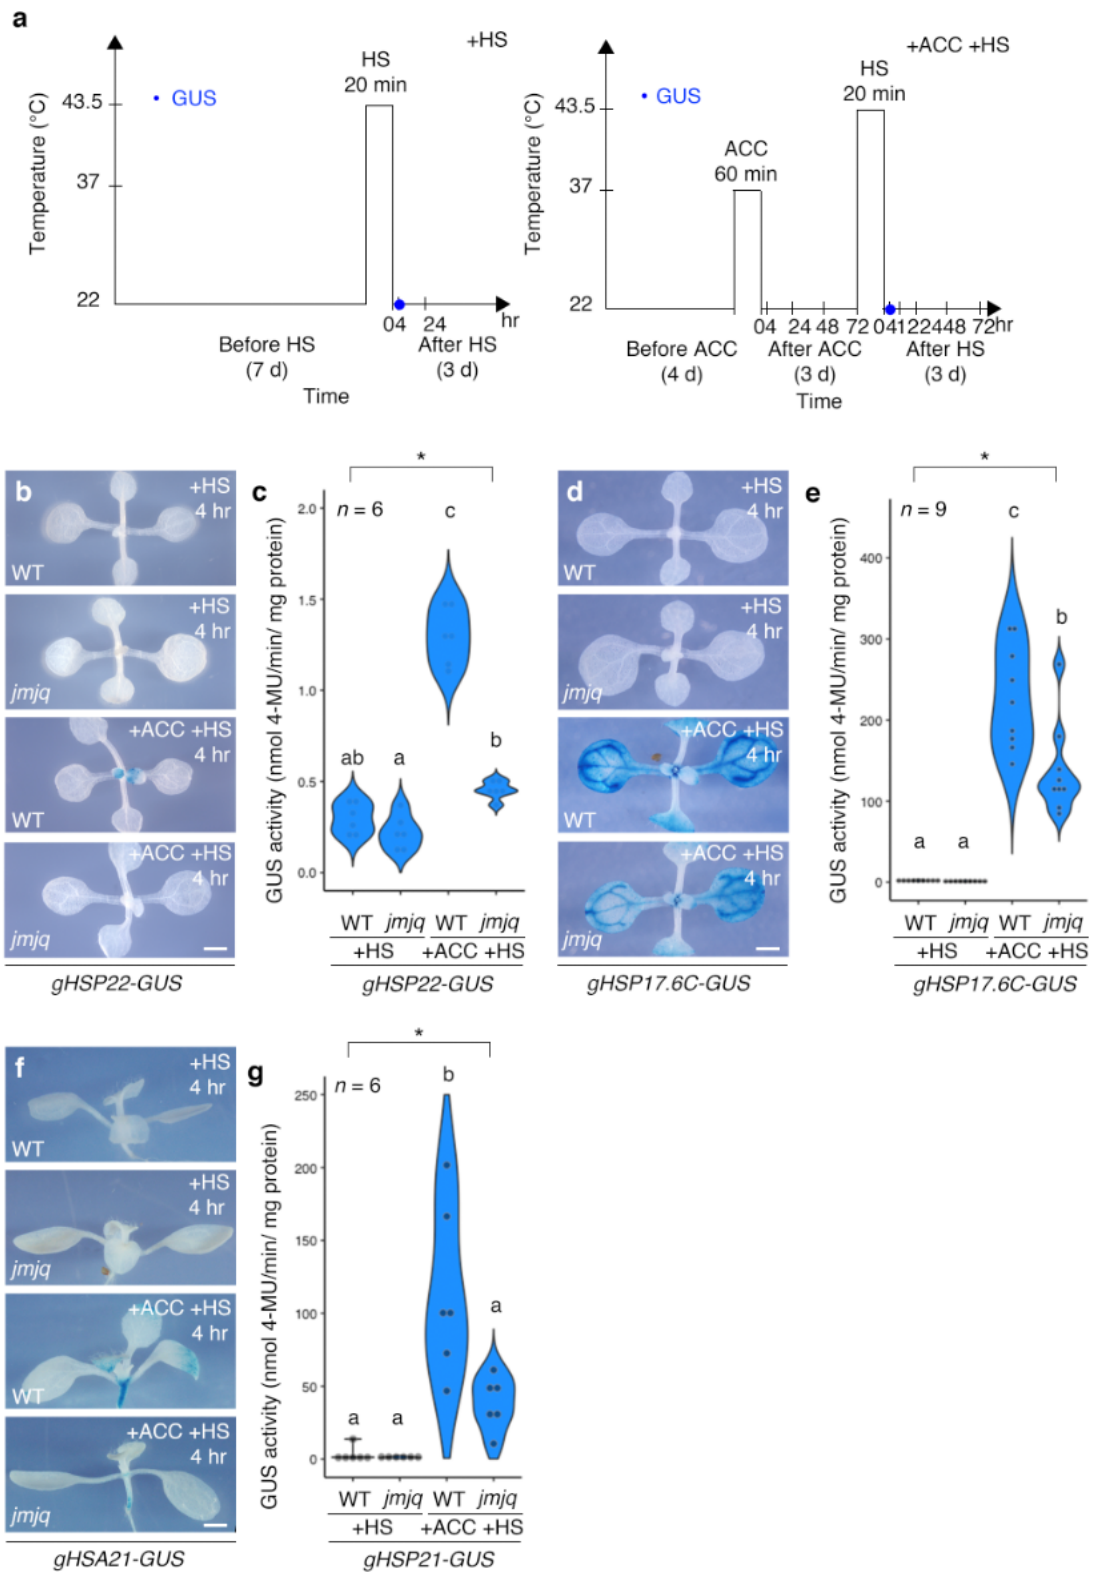 a
+HS
HS
20 min
GUS
43.5
37
22
Temperature (°C)
04 24 hr
Before HS
(7 d)
After HS
(3 d)
Time
+ACC +HS
HS
20 min
GUS
43.5
ACC
60 min
37
22
Temperature (°C)
04 24 48 72 041122448 72hr
Before ACC
(4 d)
After ACC
(3 d)
After HS
(3 d)
Time
b
+HS
4 hr
WT
+HS
4 hr
jmjq
+ACC +HS
4 hr
WT
+ACC +HS
4 hr
jmjq
gHSP22-GUS
c
*
n = 6
GUS activity (nmol 4-MU/min/ mg protein)
2.0
1.5
1.0
0.5
0.0
ab a c b
WT jmjq WT jmjq
+HS +ACC +HS
gHSP22-GUS
d
+HS
4 hr
WT
+HS
4 hr
jmjq
+ACC +HS
4 hr
WT
+ACC +HS
4 hr
jmjq
gHSP17.6C-GUS
e
*
n = 9
GUS activity (nmol 4-MU/min/ mg protein)
400
300
200
100
0
a a c b
WT jmjq WT jmjq
+HS +ACC +HS
gHSP17.6C-GUS
f
+HS
4 hr
WT
+HS
4 hr
jmjq
+ACC +HS
4 hr
WT
+ACC +HS
4 hr
jmjq
gHSA21-GUS
g
*
n = 6
GUS activity (nmol 4-MU/min/ mg protein)
250
200
150
100
50
0
a a b a
WT jmjq WT jmjq
+HS +ACC +HS
gHSP21-GUS